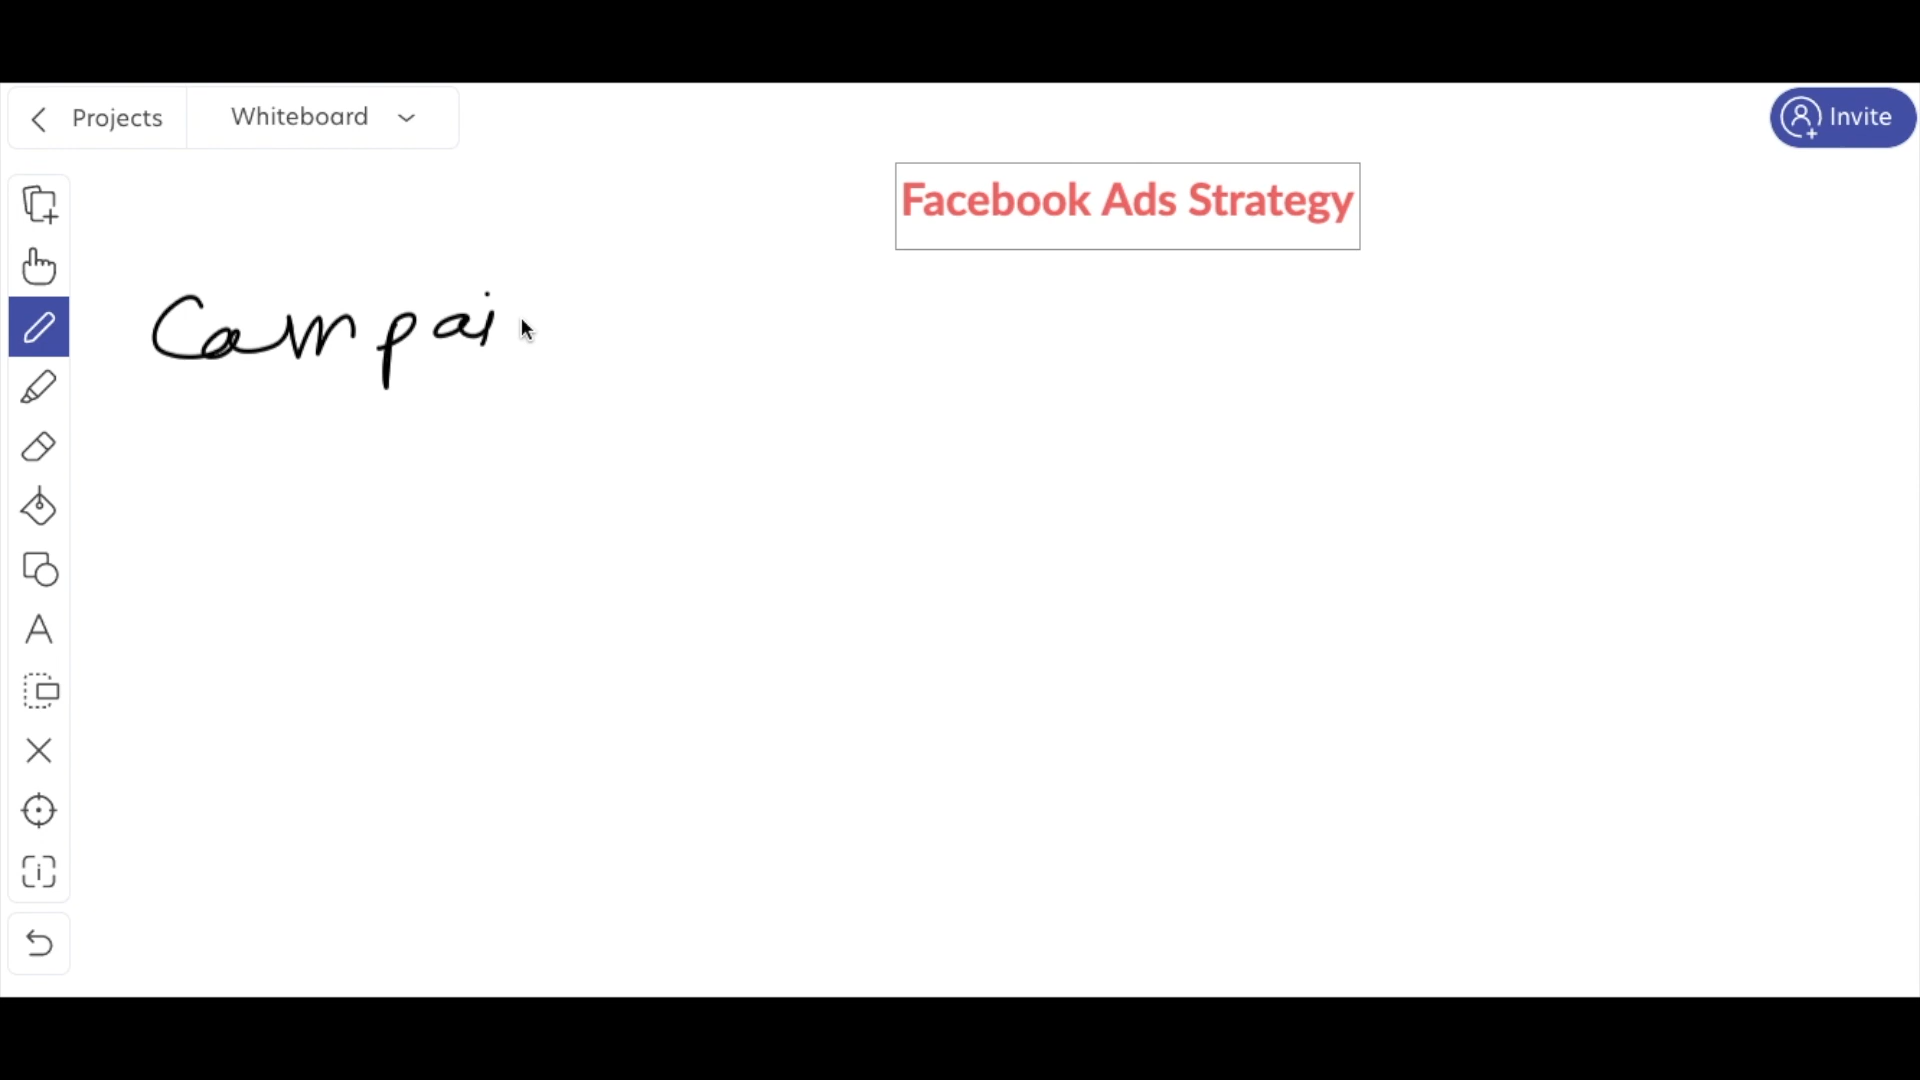 Projects
Whiteboard
Invite
Facebook Ads Strategy
Campai
A